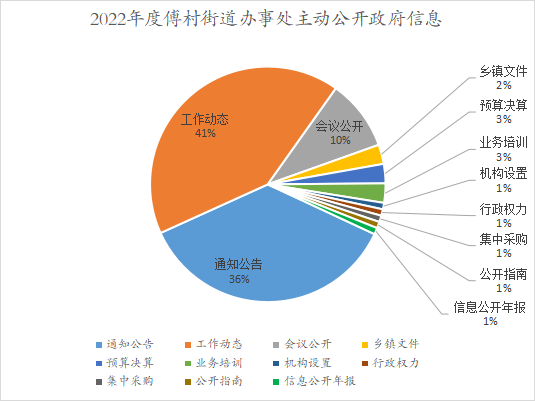 2022年度傅村街道办事处主动公开政府信息
乡镇文件
2%
预算决算
3%
业务培训
3%
机构设置
1%
行政权力
1%
集中采购
1%
公开指南
1%
信息公开年报
1%
会议公开
10%
工作动态
41%
通知公告
36%
通知公告 工作动态 会议公开 乡镇文件
预算决算 业务培训 机构设置 行政权力
集中采购 公开指南 信息公开年报